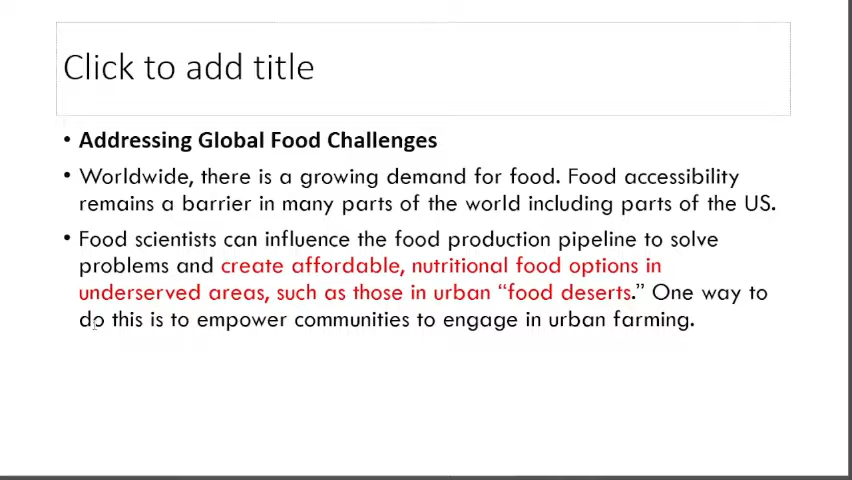 Click to add title
• Addressing Global Food Challenges
• Worldwide, there is a growing demand for food. Food accessibility
remains a barrier in many parts of the world including parts of the US.
• Food scientists can influence the food production pipeline to solve
problems and create affordable, nutritional food options in
underserved areas, such as those in urban “food deserts.” One way to
do this is to empower communities to engage in urban farming.